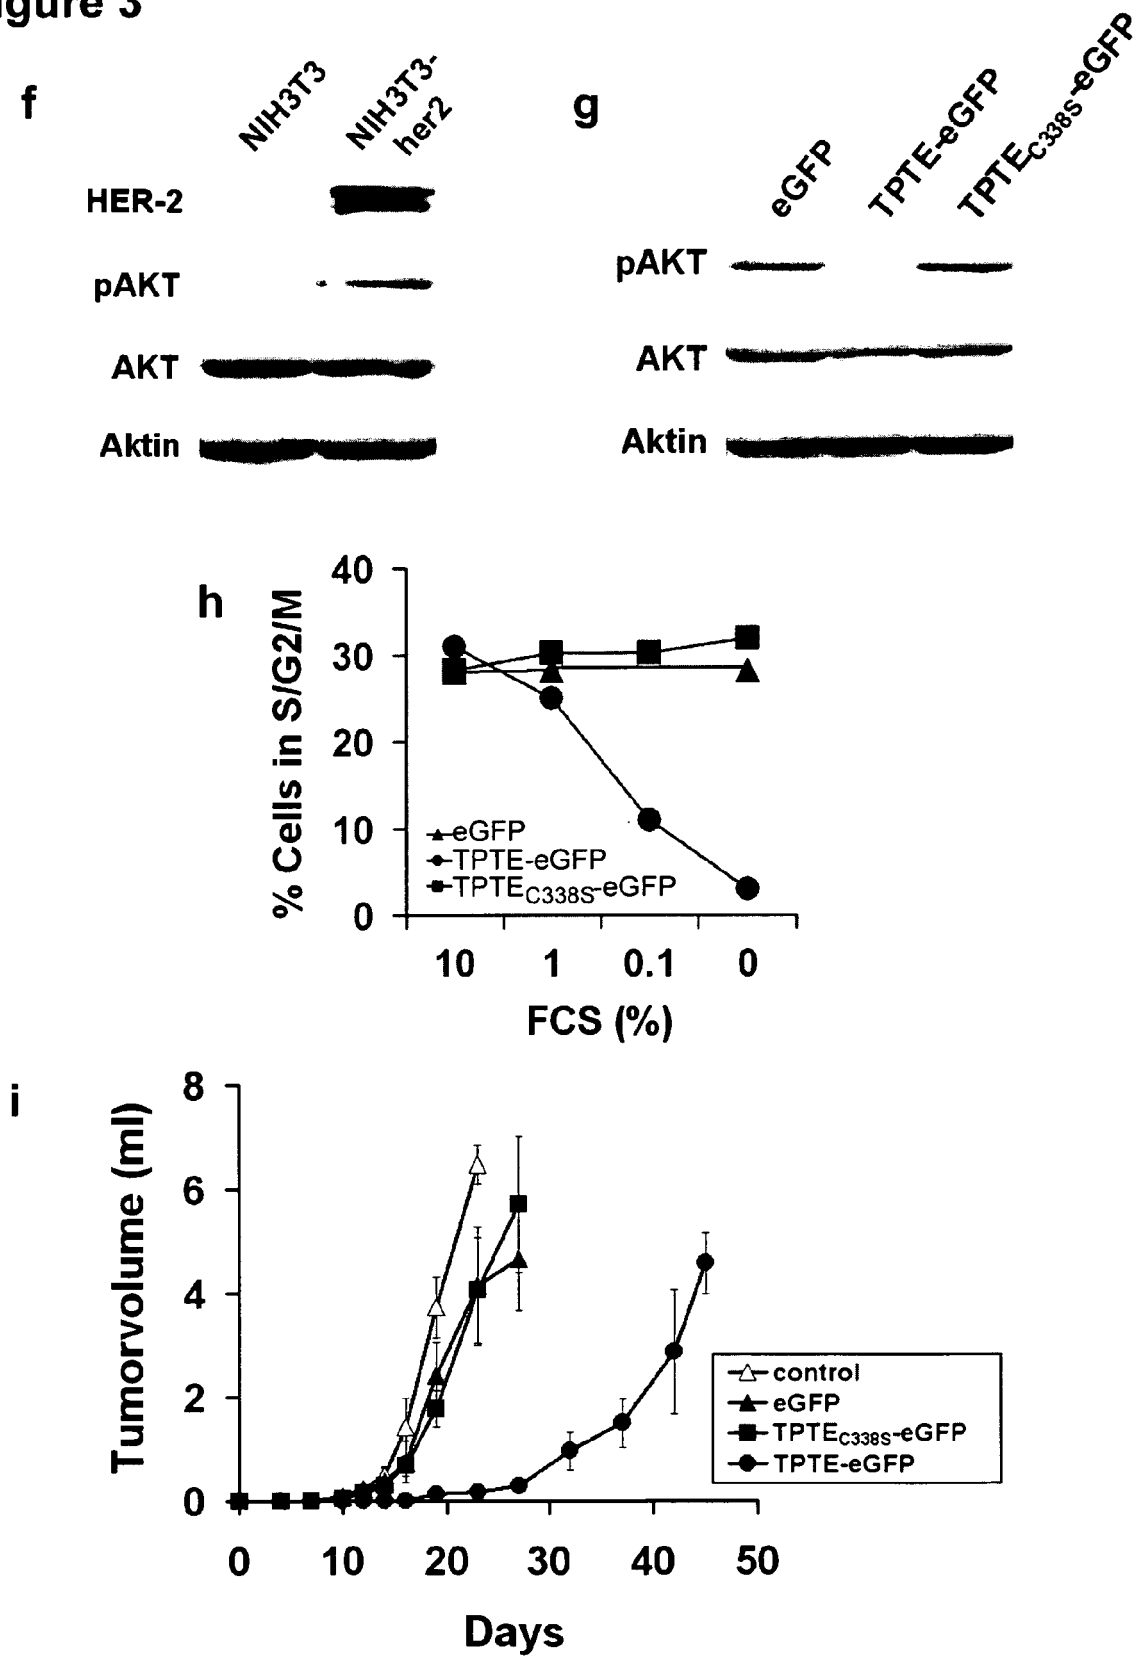 igure 3
f
NIH3T3
NIH3T3-
her2
HER-2
pAKT
AKT
Aktin
g
eGFP
TPTE-eGFP
TPTEC338S-eGFP
pAKT
AKT
Aktin
h
% Cells in S/G2/M
40
30
20
10
0
eGFP
TPTE-eGFP
TPTEC338S-eGFP
10 1 0.1 0
FCS (%)
i
Tumorvolume (ml)
8
6
4
2
0
control
eGFP
TPTEC338S-eGFP
TPTE-eGFP
0 10 20 30 40 50
Days